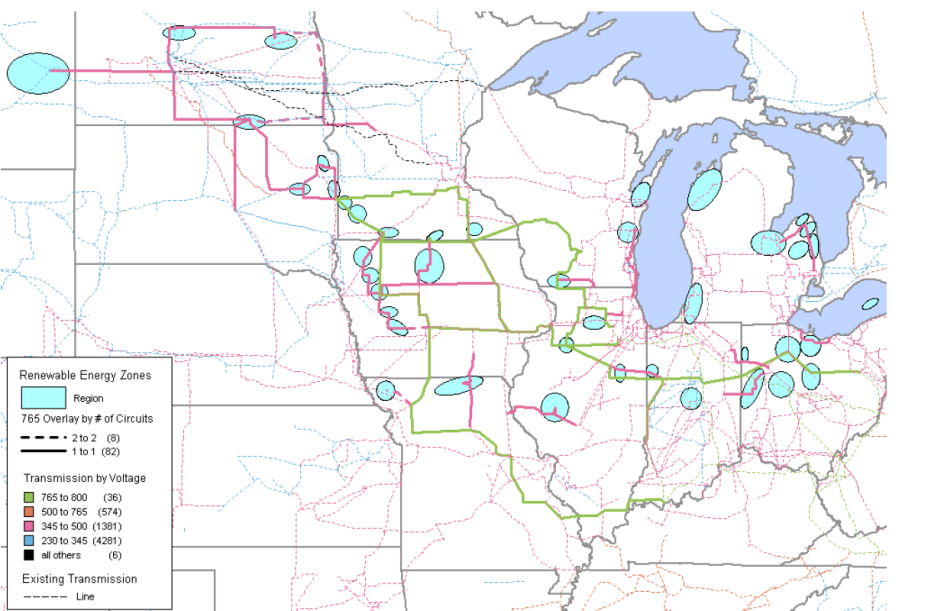 Renewable Energy Zones
Region
765 Overlay by # of Circuits
2 to 2 (8)
1 to 1 (82)
Transmission by Voltage
765 to 800 (36)
500 to 765 (574)
345 to 500 (1381)
230 to 345 (4281)
all others (6)
Existing Transmission
Line